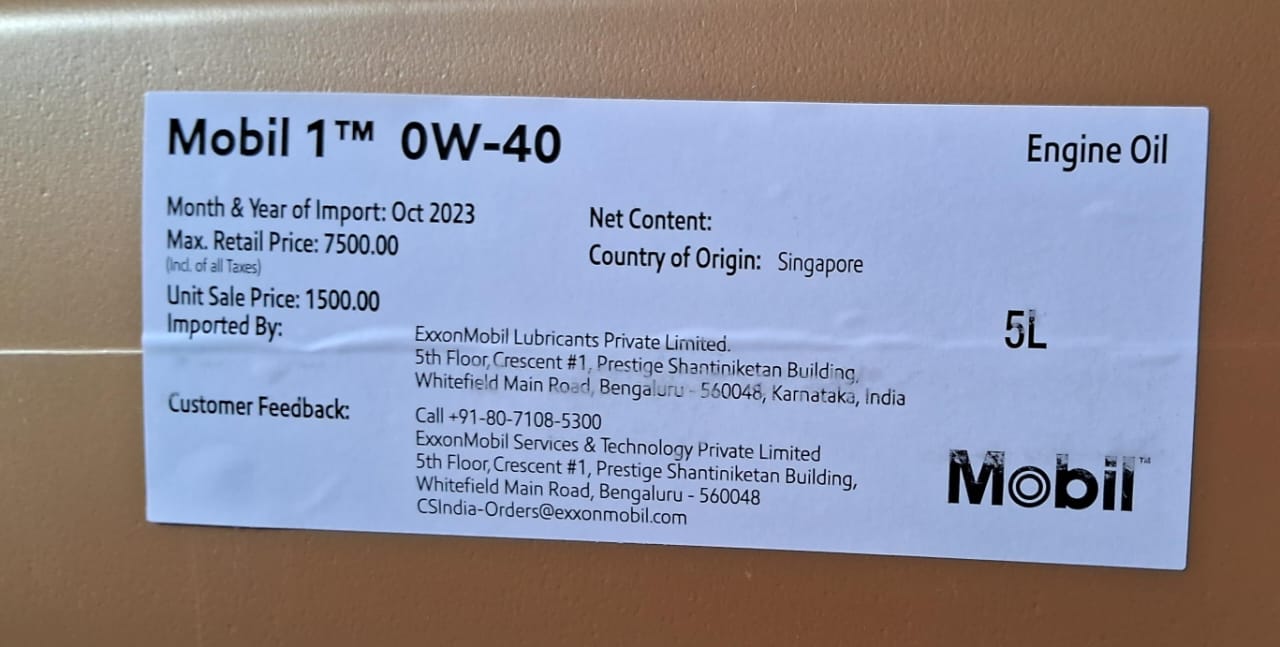 Mobil 1™ 0W-40
Engine Oil
Month & Year of Import: Oct 2023
Max. Retail Price: 7500.00
(Incl. of all Taxes)
Unit Sale Price: 1500.00
Net Content:
5L
Country of Origin: Singapore
Imported By:
ExxonMobil Lubricants Private Limited.
5th Floor, Crescent #1, Prestige Shantiniketan Building,
Whitefield Main Road, Bengaluru - 560048, Karnataka, India
Customer Feedback:
Call +91-80-7108-5300
ExxonMobil Services & Technology Private Limited
5th Floor, Crescent #1, Prestige Shantiniketan Building,
Whitefield Main Road, Bengaluru - 560048
CSIndia-Orders@exxonmobil.com
Mobil™